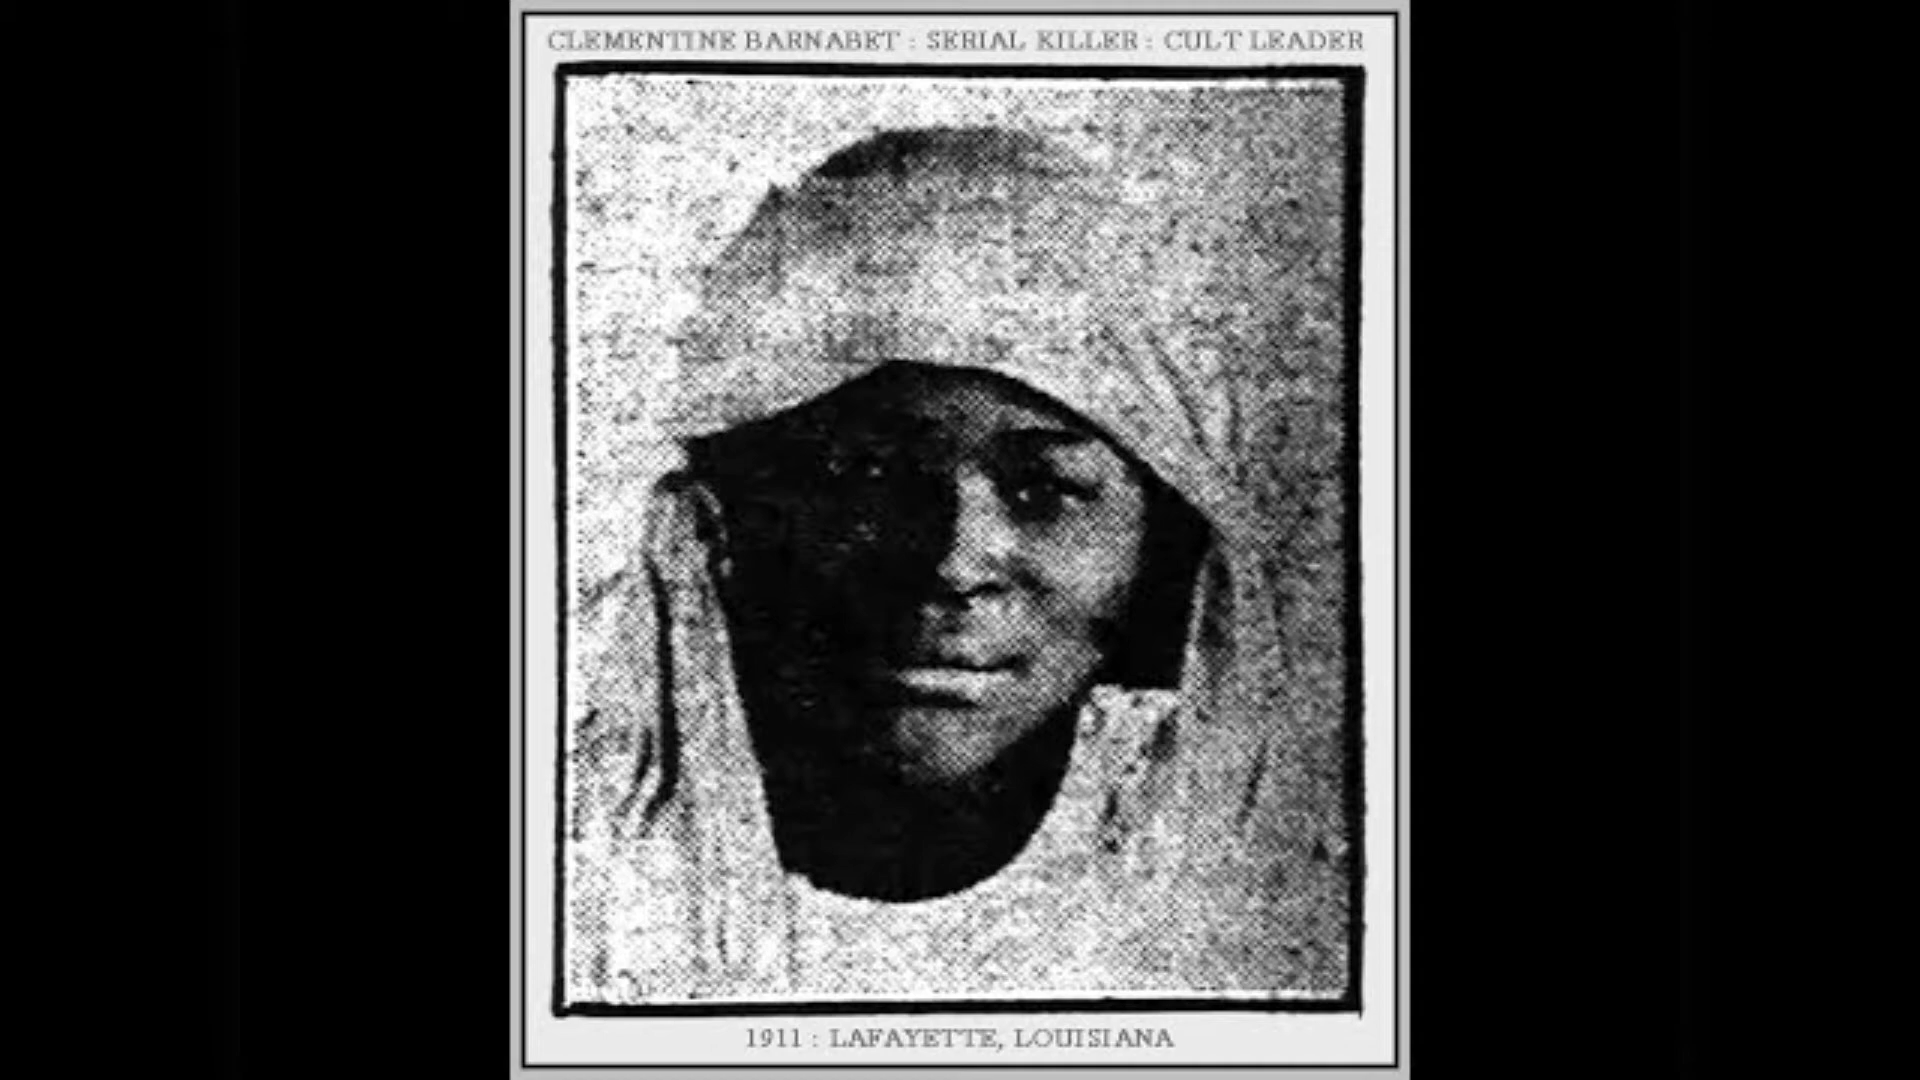 CLEMENTINE BARNABET : SERIAL KILLER : CULT LEADER
1911 : LAFAYETTE, LOUISIANA